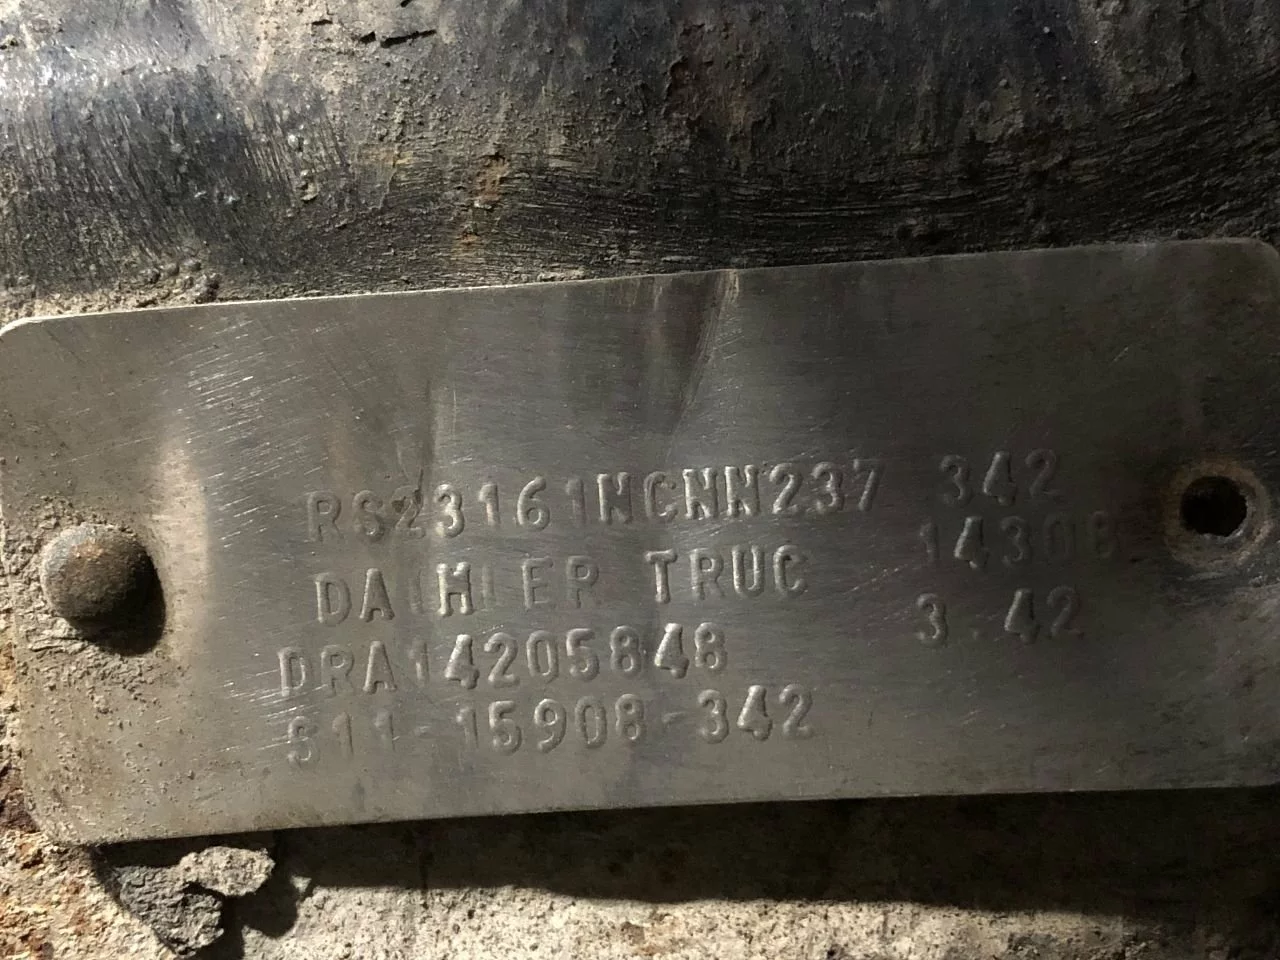 RS23161NCNN237 342
DAIHLER TRUC 14308
DRA14205848 3.42
S11-15908-342